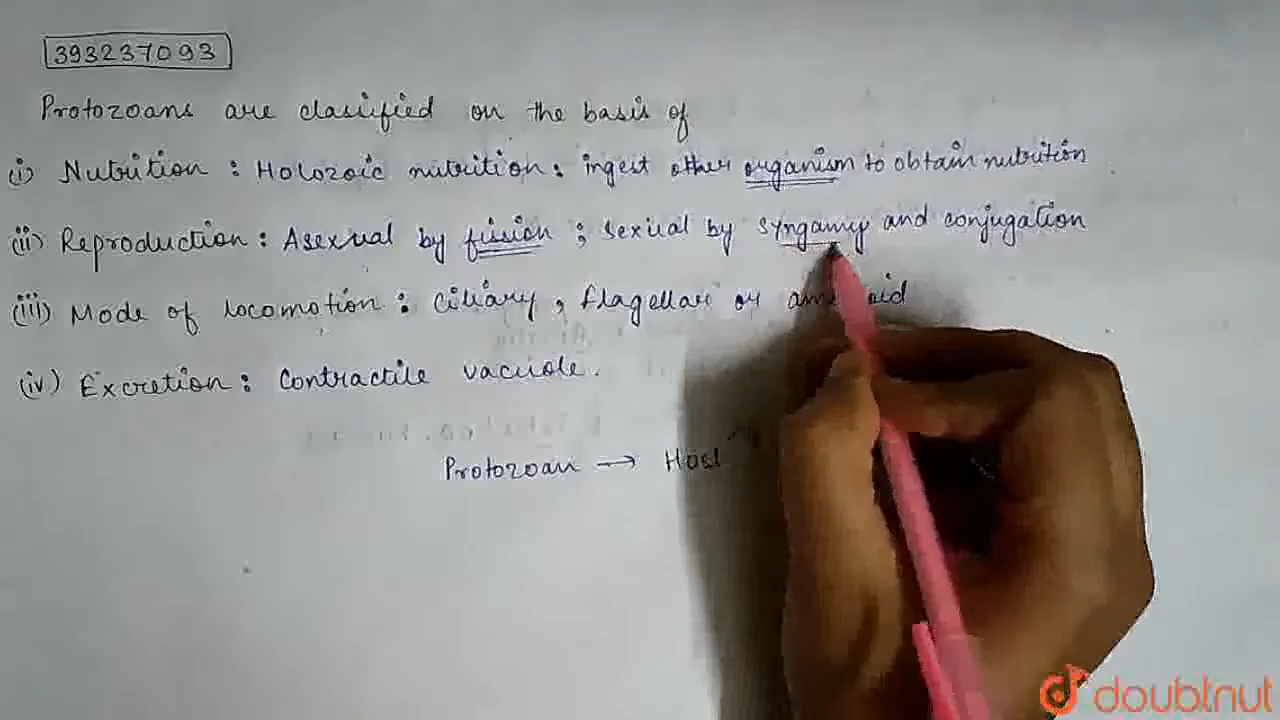 393237093
Protozoans are classified on the basis of
(i) Nutrition : Holozoic nutrition : ingest other organism to obtain nutrition
(ii) Reproduction : Asexual by fission ; sexual by syngamy and conjugation
(iii) Mode of locomotion : ciliary, flagellar or
(iv) Excretion : contractile vacuole.
Protozoan → Host
doubtnut